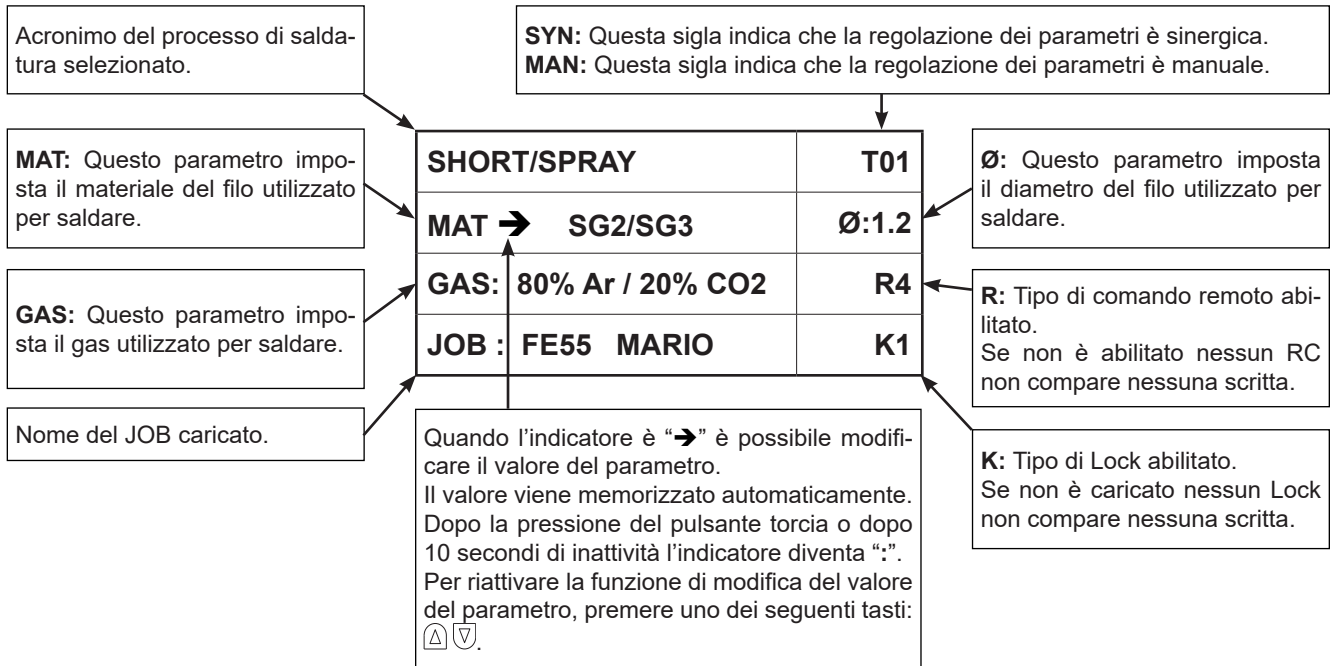 Acronimo del processo di salda-
tura selezionato.
SYN: Questa sigla indica che la regolazione dei parametri è sinergica.
MAN: Questa sigla indica che la regolazione dei parametri è manuale.
MAT: Questo parametro impo-
sta il materiale del filo utilizzato
per saldare.
GAS: Questo parametro impo-
sta il gas utilizzato per saldare.
Nome del JOB caricato.
SHORT/SPRAY T01
MAT ➔ SG2/SG3 Ø:1.2
GAS: 80% Ar / 20% CO2 R4
JOB : FE55 MARIO K1
Ø: Questo parametro imposta
il diametro del filo utilizzato per
saldare.
R: Tipo di comando remoto abi-
litato.
Se non è abilitato nessun RC
non compare nessuna scritta.
K: Tipo di Lock abilitato.
Se non è caricato nessun Lock
non compare nessuna scritta.
Quando l’indicatore è “➔” è possibile modifi-
care il valore del parametro.
Il valore viene memorizzato automaticamente.
Dopo la pressione del pulsante torcia o dopo
10 secondi di inattività l’indicatore diventa “:”.
Per riattivare la funzione di modifica del valore
del parametro, premere uno dei seguenti tasti:
.